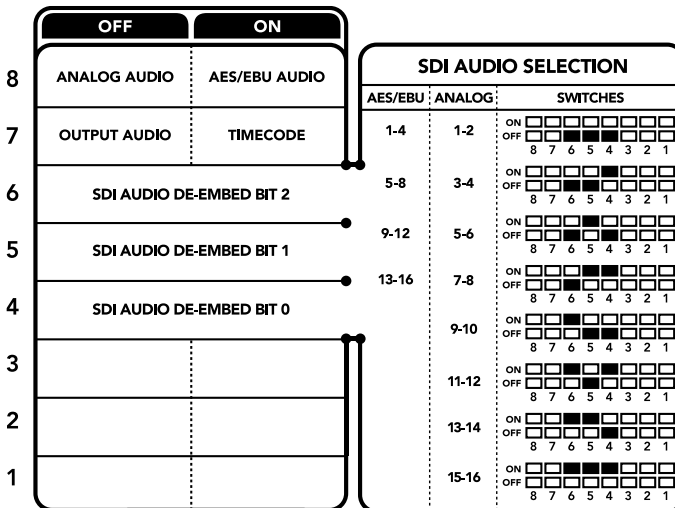 OFF ON
8 ANALOG AUDIO AES/EBU AUDIO
7 OUTPUT AUDIO TIMECODE
6 SDI AUDIO DE-EMBED BIT 2
5 SDI AUDIO DE-EMBED BIT 1
4 SDI AUDIO DE-EMBED BIT 0
3
2
1
SDI AUDIO SELECTION
AES/EBU ANALOG SWITCHES
1-4 1-2 ON
OFF
8 7 6 5 4 3 2 1
5-8 3-4 ON
OFF
8 7 6 5 4 3 2 1
9-12 5-6 ON
OFF
8 7 6 5 4 3 2 1
13-16 7-8 ON
OFF
8 7 6 5 4 3 2 1
9-10 ON
OFF
8 7 6 5 4 3 2 1
11-12 ON
OFF
8 7 6 5 4 3 2 1
13-14 ON
OFF
8 7 6 5 4 3 2 1
15-16 ON
OFF
8 7 6 5 4 3 2 1